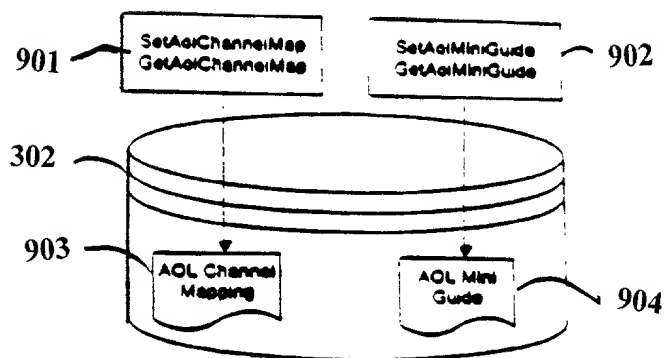 901
SetAolChannelMap
GetAolChannelMap
SetAolMiniGuide
GetAolMiniGuide
902
302
903
AOL Channel
Mapping
AOL Mini
Guide
904